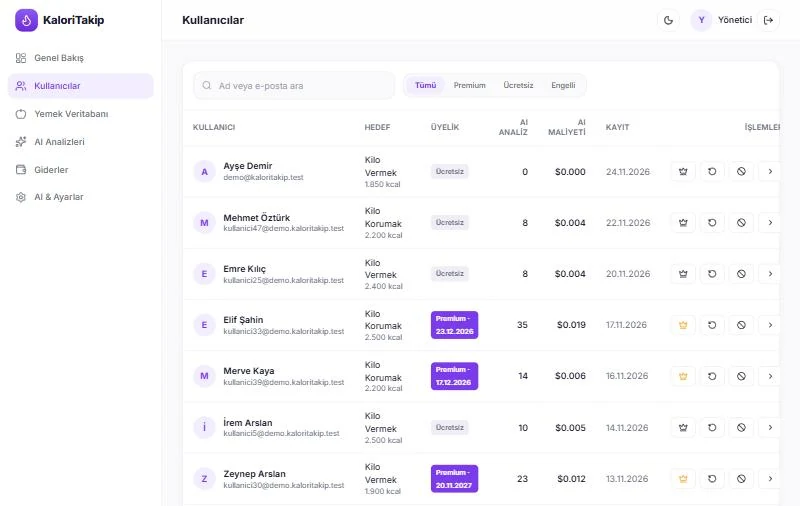 KaloriTakip
Kullanıcılar
Y Yönetici
Genel Bakış
Kullanıcılar
Yemek Veritabanı
AI Analizleri
Giderler
AI & Ayarlar
Ad veya e-posta ara
Tümü Premium Ücretsiz Engelli
KULLANICI HEDEF ÜYELİK AI ANALİZ AI MALİYETİ KAYIT İŞLEMLER
A Ayşe Demir
demo@kaloritakip.test
Kilo
Vermek
1.850 kcal
Ücretsiz
0 $0.000 24.11.2026
M Mehmet Öztürk
kullanici47@demo.kaloritakip.test
Kilo
Korumak
2.200 kcal
Ücretsiz
8 $0.004 22.11.2026
E Emre Kılıç
kullanici25@demo.kaloritakip.test
Kilo
Vermek
2.400 kcal
Ücretsiz
8 $0.004 20.11.2026
E Elif Şahin
kullanici33@demo.kaloritakip.test
Kilo
Korumak
2.500 kcal
Premium ·
23.12.2026
35 $0.019 17.11.2026
M Merve Kaya
kullanici39@demo.kaloritakip.test
Kilo
Korumak
2.200 kcal
Premium ·
17.12.2026
14 $0.006 16.11.2026
İ İrem Arslan
kullanici5@demo.kaloritakip.test
Kilo
Vermek
2.500 kcal
Ücretsiz
10 $0.005 14.11.2026
Z Zeynep Arslan
kullanici30@demo.kaloritakip.test
Kilo
Vermek
1.900 kcal
Premium ·
20.11.2027
23 $0.012 13.11.2026